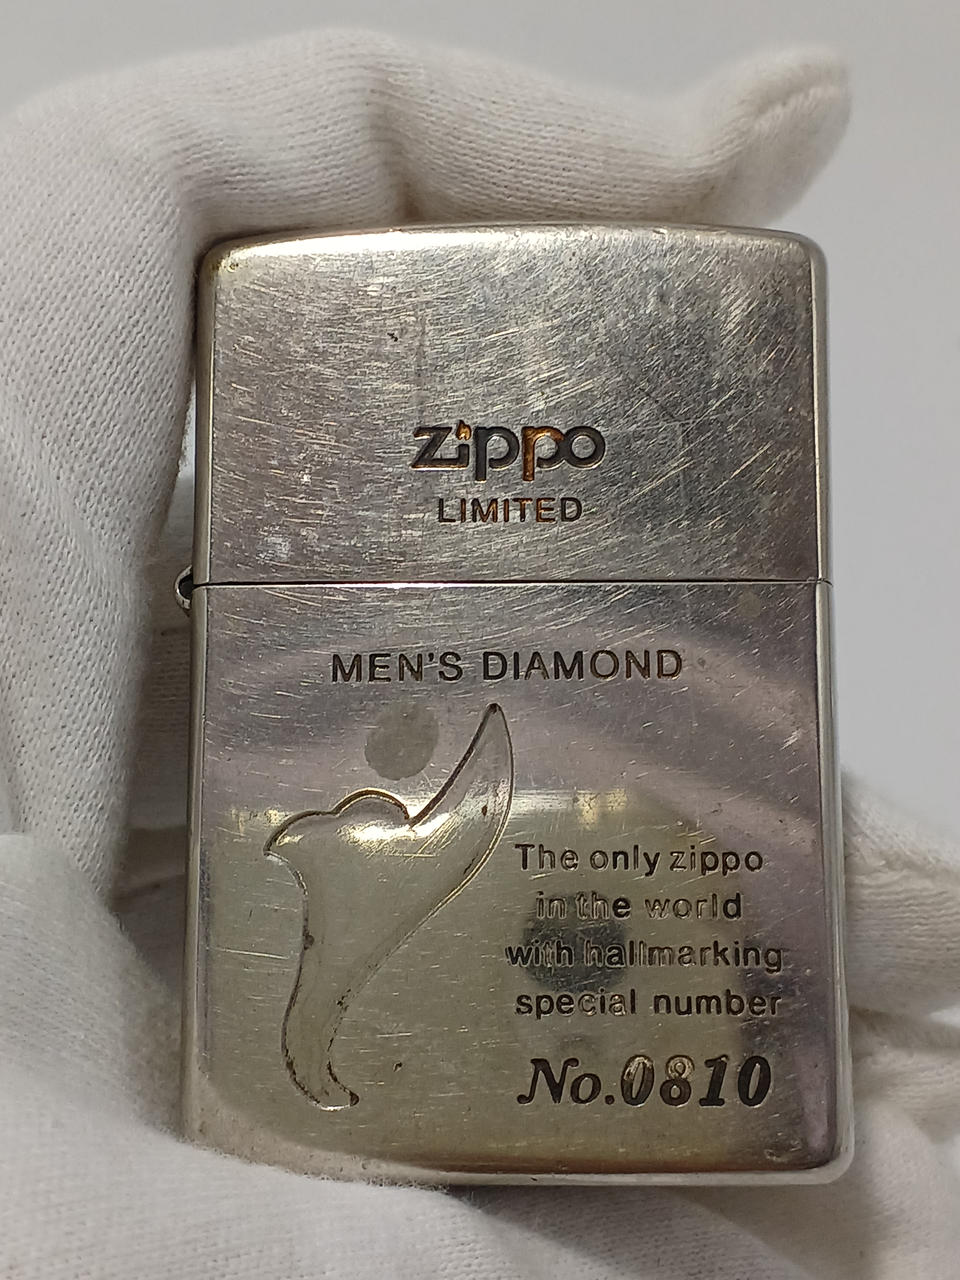 zippo
LIMITED
MEN'S DIAMOND
The only zippo
in the world
with hallmarking
special number
No.0810